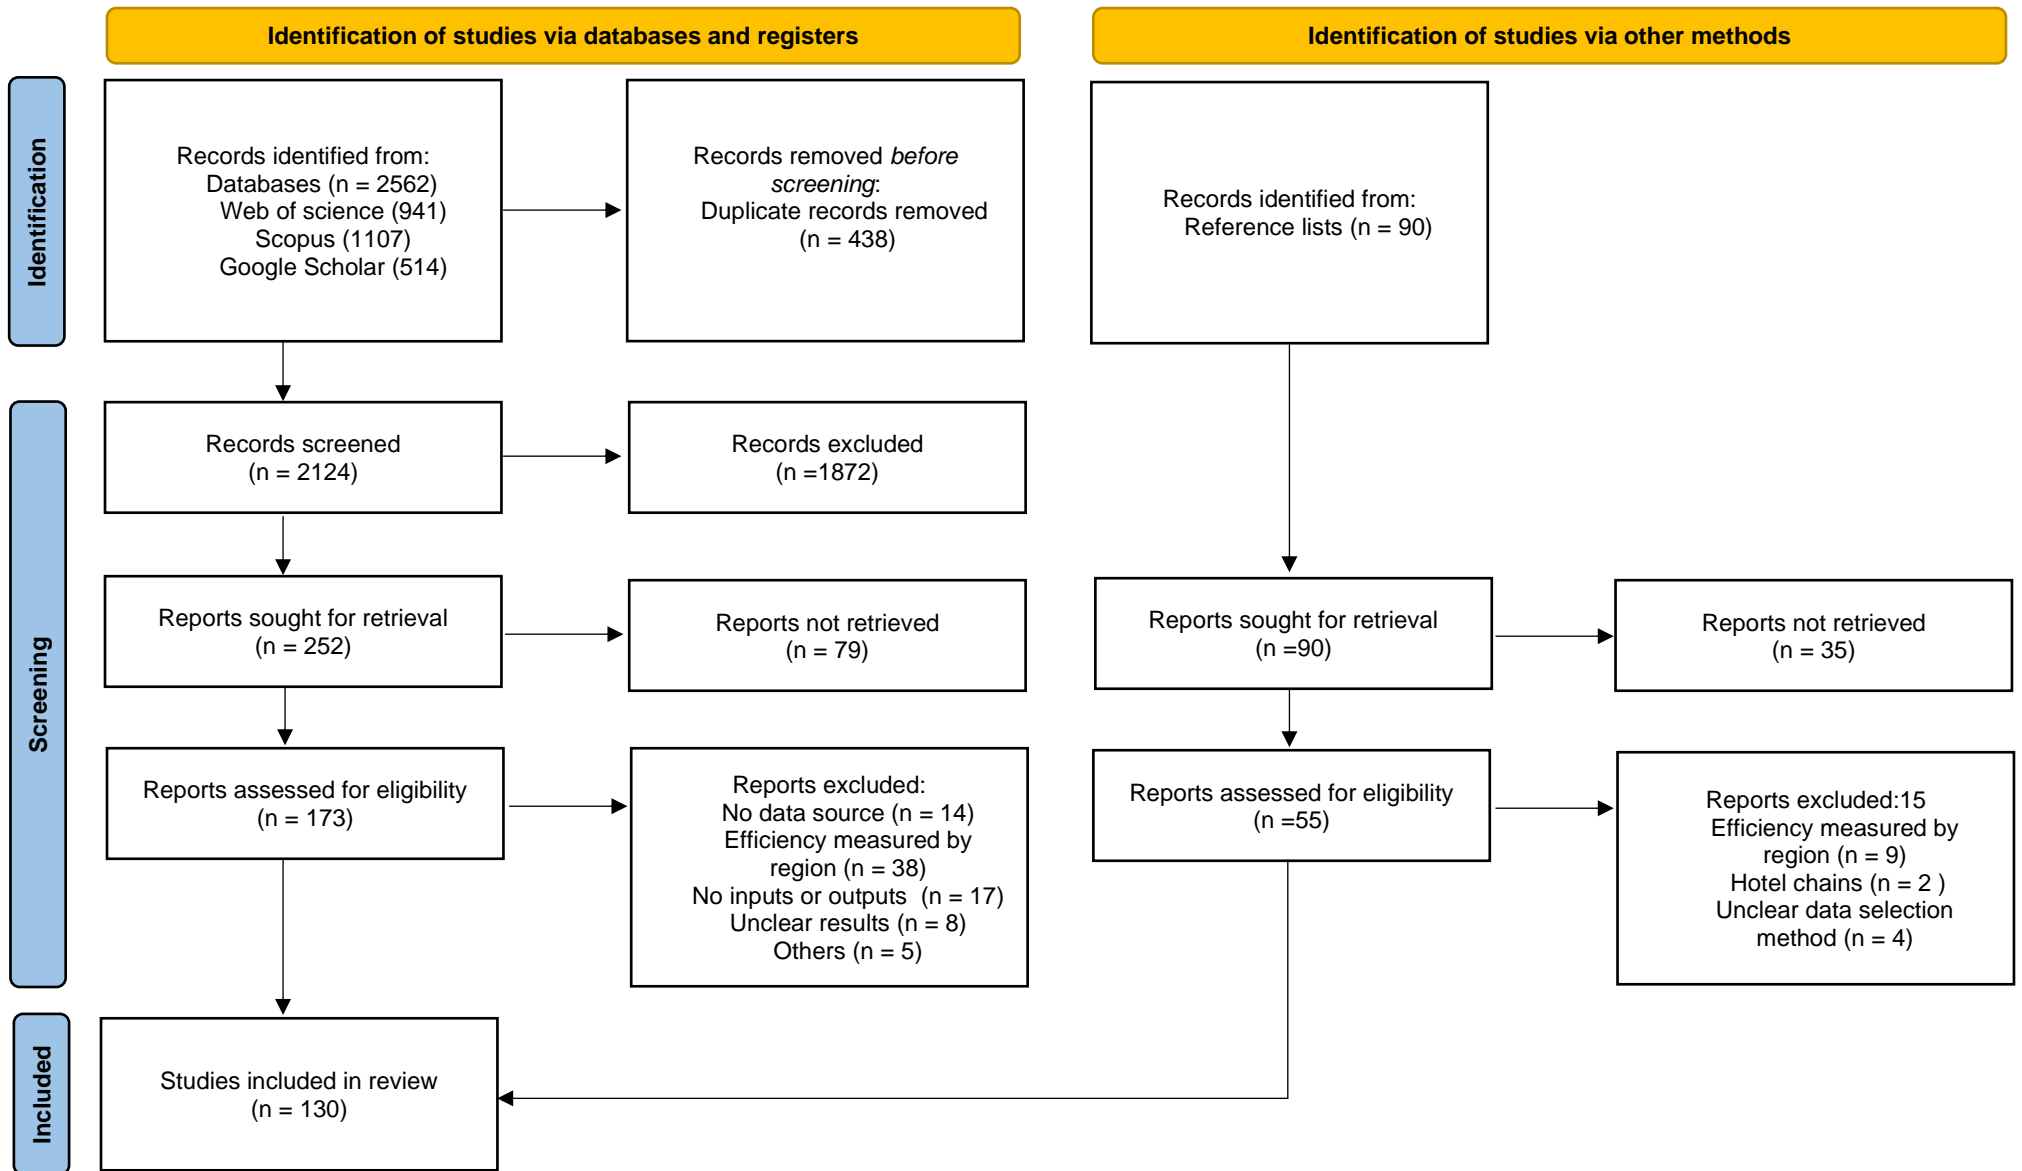 Identification of studies via databases and registers
Identification of studies via other methods
Identification
Records identified from:
Databases (n = 2562)
Web of science (941)
Scopus (1107)
Google Scholar (514)
Records removed before
screening:
Duplicate records removed
(n = 438)
Records identified from:
Reference lists (n = 90)
Screening
Records screened
(n = 2124)
Records excluded
(n =1872)
Reports sought for retrieval
(n = 252)
Reports not retrieved
(n = 79)
Reports sought for retrieval
(n =90)
Reports not retrieved
(n = 35)
Reports assessed for eligibility
(n = 173)
Reports excluded:
No data source (n = 14)
Efficiency measured by
region (n = 38)
No inputs or outputs  (n = 17)
Unclear results (n = 8)
Others (n = 5)
Reports assessed for eligibility
(n =55)
Reports excluded:15
Efficiency measured by
region (n = 9)
Hotel chains (n = 2 )
Unclear data selection
method (n = 4)
Included
Studies included in review
(n = 130)